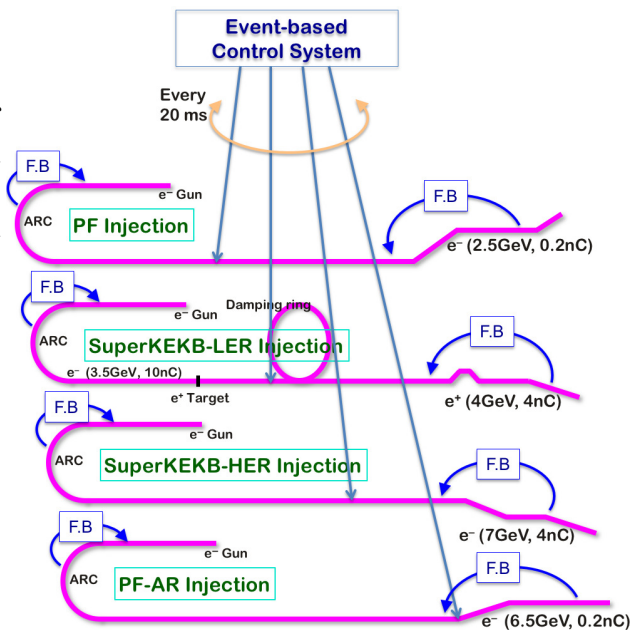 Event-based
Control System
Every
20 ms
F.B
e⁻ Gun
ARC
PF Injection
F.B
e⁻ (2.5GeV, 0.2nC)
F.B
e⁻ Gun
Damping ring
ARC
SuperKEKB-LER Injection
F.B
e⁻ (3.5GeV, 10nC)
e⁺ Target
e⁺ (4GeV, 4nC)
F.B
e⁻ Gun
ARC
SuperKEKB-HER Injection
F.B
e⁻ (7GeV, 4nC)
F.B
e⁻ Gun
ARC
PF-AR Injection
F.B
e⁻ (6.5GeV, 0.2nC)